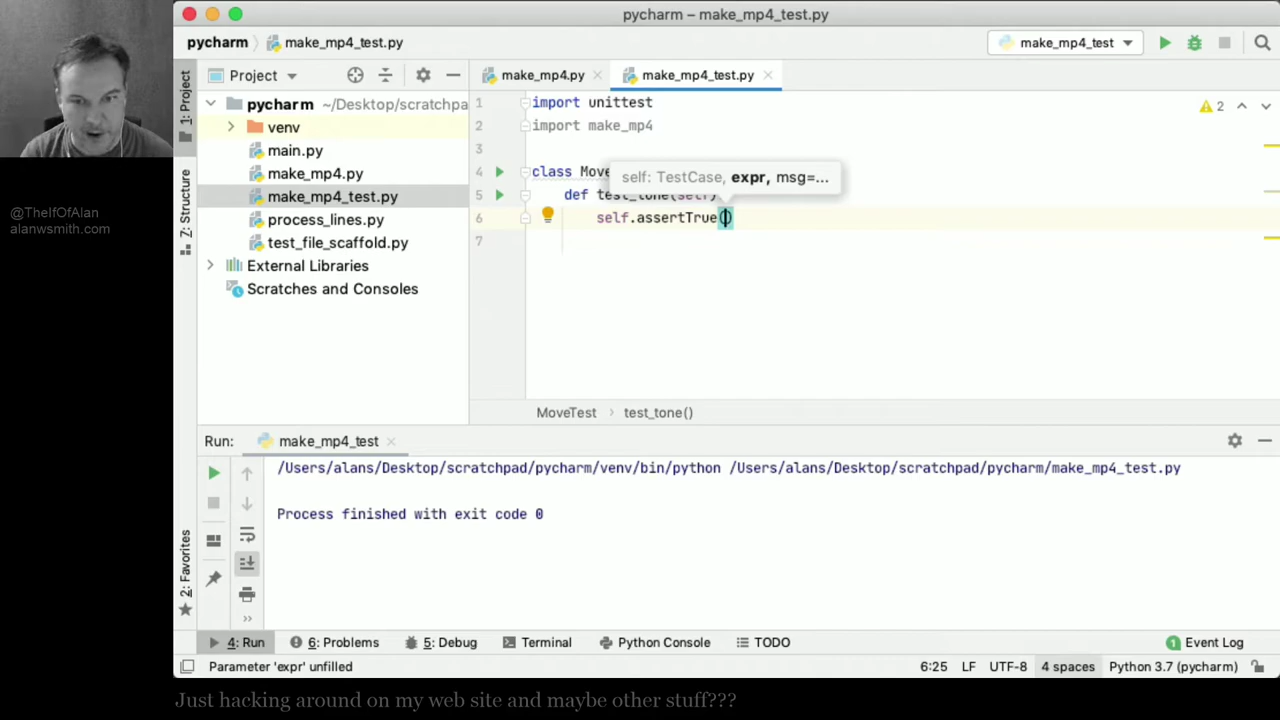 pycharm – make_mp4_test.py
pycharm make_mp4_test.py
make_mp4_test
1: Project
Project
make_mp4.py
make_mp4_test.py
pycharm ~/Desktop/scratchpad
venv
main.py
make_mp4.py
make_mp4_test.py
process_lines.py
test_file_scaffold.py
External Libraries
Scratches and Consoles
1 import unittest
2 import make_mp4
3
4 class Move
self: TestCase, expr, msg=...
5 def test_tone(self)
6 self.assertTrue()
7
2
MoveTest test_tone()
@TheIfOfAlan
alanwsmith.com
Z: Structure
2: Favorites
Run: make_mp4_test
/Users/alans/Desktop/scratchpad/pycharm/venv/bin/python /Users/alans/Desktop/scratchpad/pycharm/make_mp4_test.py
Process finished with exit code 0
4: Run 6: Problems 5: Debug Terminal Python Console TODO 1 Event Log
Parameter 'expr' unfilled 6:25 LF UTF-8 4 spaces Python 3.7 (pycharm)
Just hacking around on my web site and maybe other stuff???